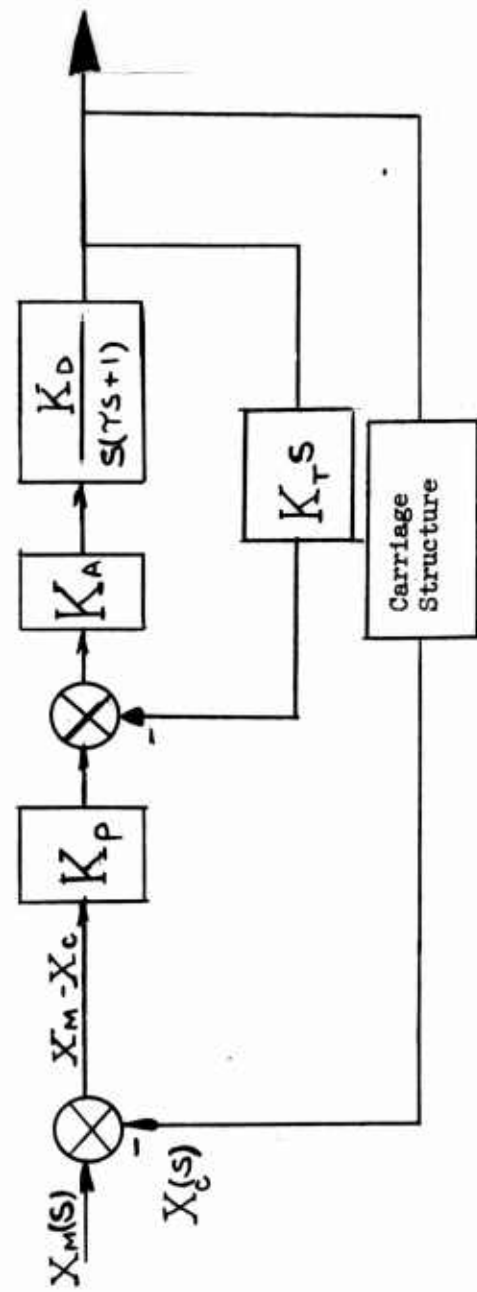 X_M(S)
X_M - X_C
K_P
K_A
K_D
S(τS+1)
-
K_T S
Carriage
Structure
-
X_C(S)